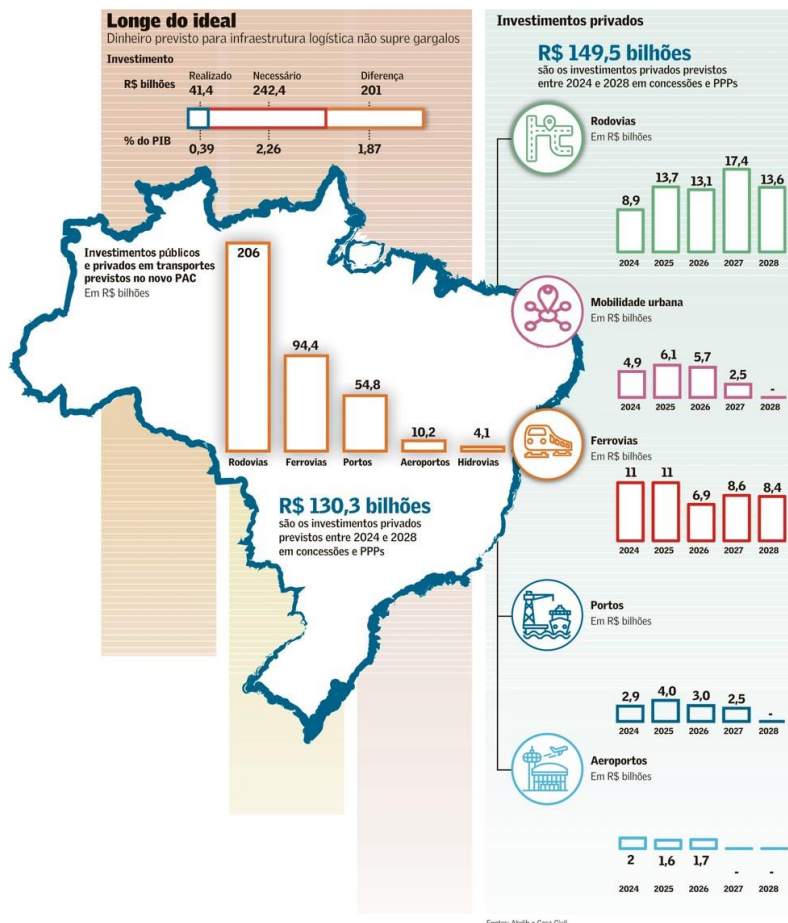 Longe do ideal
Dinheiro previsto para infraestrutura logística não supre gargalos
Investimento
R$ bilhões
Realizado
41,4
Necessário
242,4
Diferença
201
% do PIB
0,39
2,26
1,87
Investimentos públicos
e privados em transportes
previstos no novo PAC
Em R$ bilhões
206
94,4
54,8
10,2
4,1
Rodovias
Ferrovias
Portos
Aeroportos
Hidrovias
R$ 130,3 bilhões
são os investimentos privados
previstos entre 2024 e 2028
em concessões e PPPs
Investimentos privados
R$ 149,5 bilhões
são os investimentos privados previstos
entre 2024 e 2028 em concessões e PPPs
Rodovias
Em R$ bilhões
8,9
13,7
13,1
17,4
13,6
2024
2025
2026
2027
2028
Mobilidade urbana
Em R$ bilhões
4,9
6,1
5,7
2,5
-
2024
2025
2026
2027
2028
Ferrovias
Em R$ bilhões
11
11
6,9
8,6
8,4
2024
2025
2026
2027
2028
Portos
Em R$ bilhões
2,9
4,0
3,0
2,5
-
2024
2025
2026
2027
2028
Aeroportos
Em R$ bilhões
2
1,6
1,7
-
-
2024
2025
2026
2027
2028
Fontes: Abdib e Casa Civil